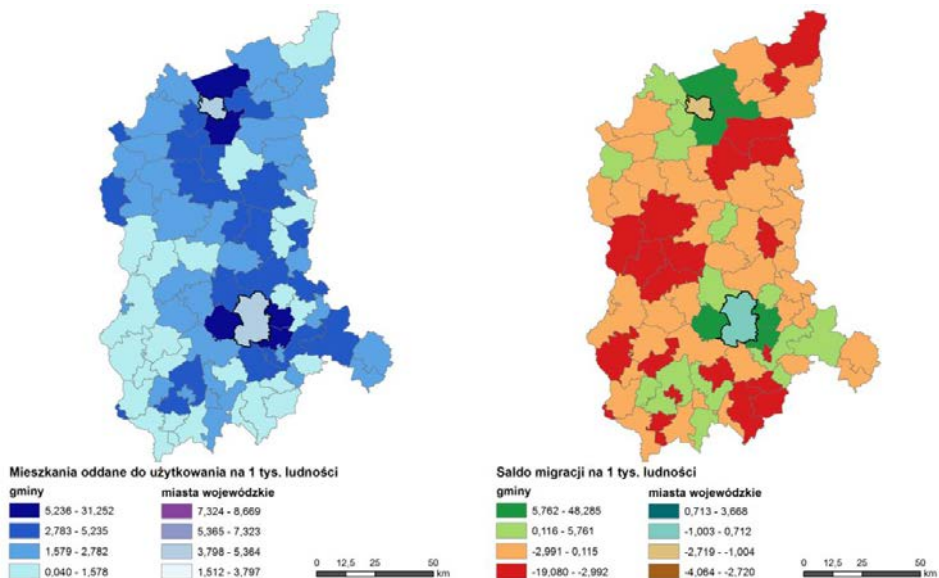 Mieszkania oddane do użytkowania na 1 tys. ludności
gminy
miasta wojewódzkie
5,236 - 31,252
7,324 - 8,669
2,783 - 5,235
5,365 - 7,323
1,579 - 2,782
3,798 - 5,364
0,040 - 1,578
1,512 - 3,797
0 12,5 25 50
km
Saldo migracji na 1 tys. ludności
gminy
miasta wojewódzkie
5,762 - 48,285
0,713 - 3,668
0,116 - 5,761
-1,003 - 0,712
-2,991 - 0,115
-2,719 - -1,004
-19,080 - -2,992
-4,064 - -2,720
0 12,5 25 50
km